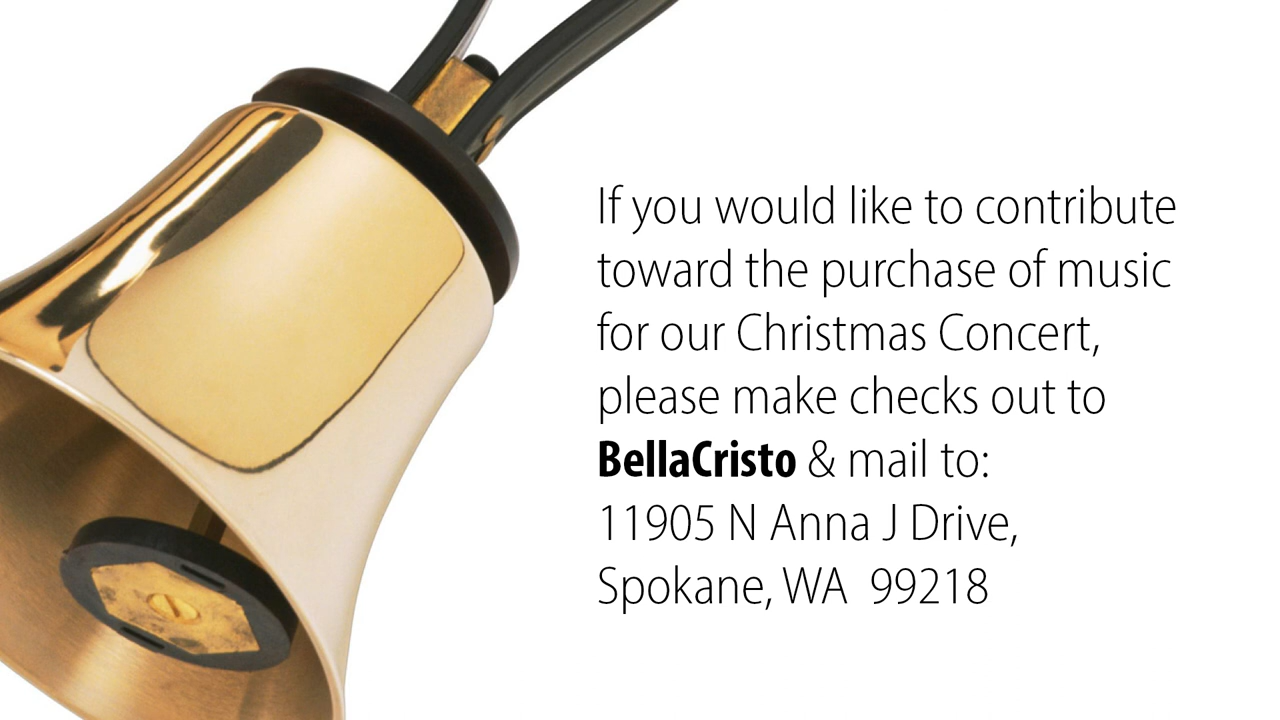 If you would like to contribute
toward the purchase of music
for our Christmas Concert,
please make checks out to
BellaCristo & mail to:
11905 N Anna J Drive,
Spokane, WA  99218